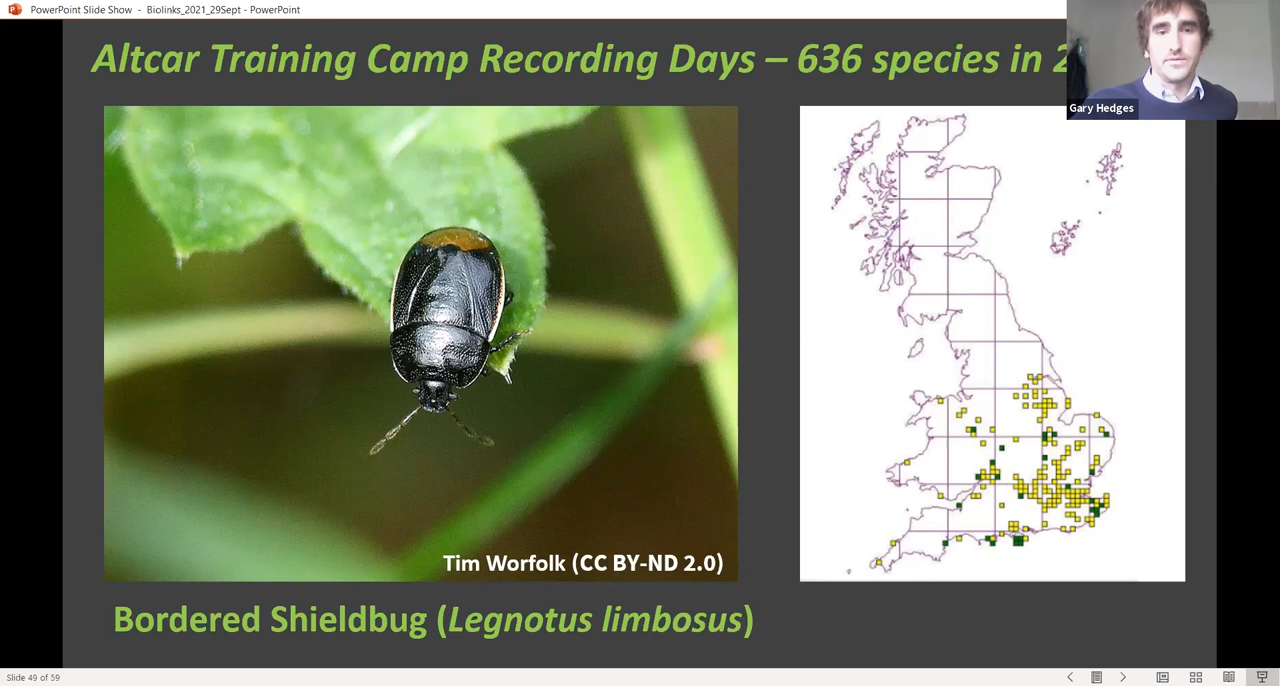 PowerPoint Slide Show - Biolinks_2021_29Sept - PowerPoint
Altcar Training Camp Recording Days – 636 species in
Gary Hedges
Tim Worfolk (CC BY-ND 2.0)
Bordered Shieldbug (Legnotus limbosus)
Slide 49 of 59